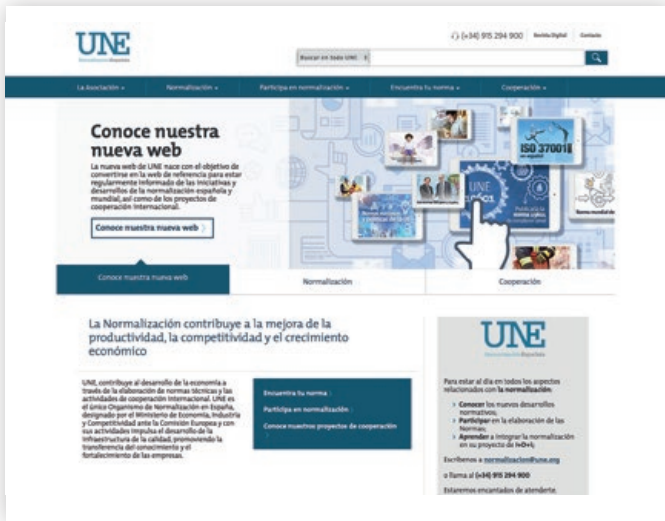 UNE
Normalización Española
(+34) 915 294 900 Revista Digital Contacto
Buscar en todo UNE
La Asociación Normalización Participa en normalización Encuentra tu norma Cooperación
Conoce nuestra
nueva web
La nueva web de UNE nace con el objetivo de
convertirse en la web de referencia para estar
regularmente informado de las iniciativas y
desarrollos de la normalización española y
mundial, así como de los proyectos de
cooperación internacional.
Conoce nuestra nueva web
ISO 37001
en español
UNE
Publicada la
Conoce nuestra nueva web Normalización Cooperación
La Normalización contribuye a la mejora de la
productividad, la competitividad y el crecimiento
económico
UNE, contribuye al desarrollo de la economía a
través de la elaboración de normas técnicas y las
actividades de cooperación internacional. UNE es
el único Organismo de Normalización en España,
designado por el Ministerio de Economía, Industria
y Competitividad ante la Comisión Europea y con
sus actividades impulsa el desarrollo de la
infraestructura de la calidad, promoviendo la
transferencia del conocimiento y el
fortalecimiento de las empresas.
Encuentra tu norma
Participa en normalización
Conoce nuestros proyectos de cooperación
UNE
Normalización Española
Para estar al día en todos los aspectos
relacionados con la normalización:
Conocer los nuevos desarrollos
normativos;
Participar en la elaboración de las
Normas;
Aprender a integrar la normalización
en su proyecto de I+D+i;
Escríbenos a normalizacion@une.org
o llama al (+34) 915 294 900
Estaremos encantados de atenderte.